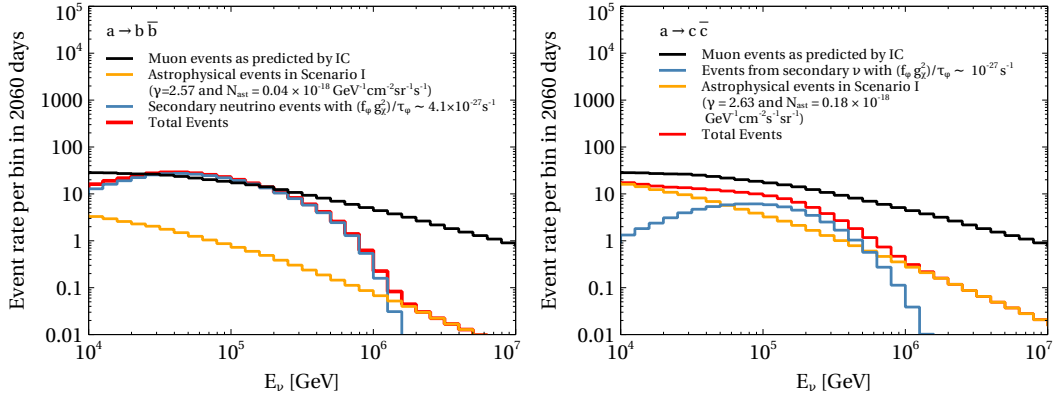 a → b b̅
Muon events as predicted by IC
Astrophysical events in Scenario I
(γ=2.57 and N_ast = 0.04 × 10^-18 GeV^-1cm^-2sr^-1s^-1)
Secondary neutrino events with (f_φ g_χ^2)/τ_φ ~ 4.1×10^-27s^-1
Total Events
Event rate per bin in 2060 days
10^5
10^4
1000
100
10
1
0.1
0.01
10^4
10^5
10^6
10^7
E_ν [GeV]
a → c c̅
Muon events as predicted by IC
Events from secondary ν with (f_φ g_χ^2)/τ_φ ~ 10^-27 s^-1
Astrophysical events in Scenario I
(γ = 2.63 and N_ast = 0.18 × 10^-18
GeV^-1cm^-2s^-1sr^-1)
Total Events
Event rate per bin in 2060 days
10^5
10^4
1000
100
10
1
0.1
0.01
10^4
10^5
10^6
10^7
E_ν [GeV]